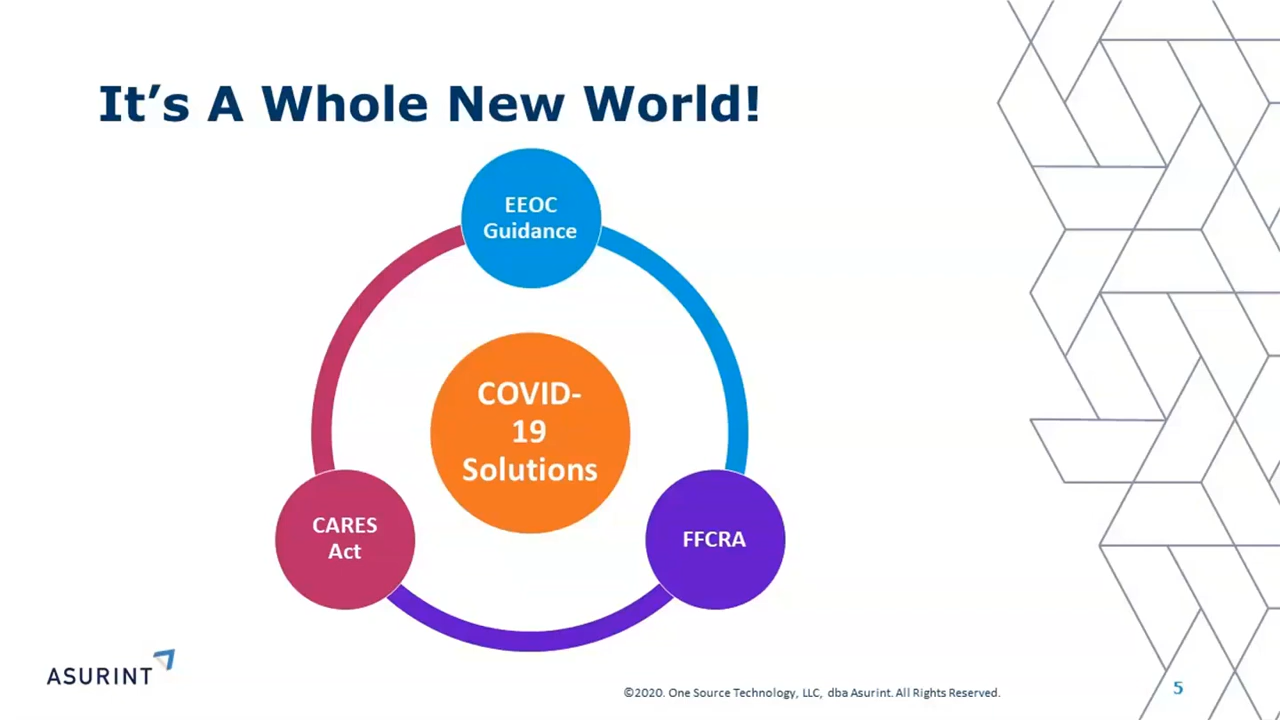 It's A Whole New World!
EEOC
Guidance
COVID-
19
Solutions
CARES
Act
FFCRA
ASURINT
©2020. One Source Technology, LLC, dba Asurint. All Rights Reserved.
5